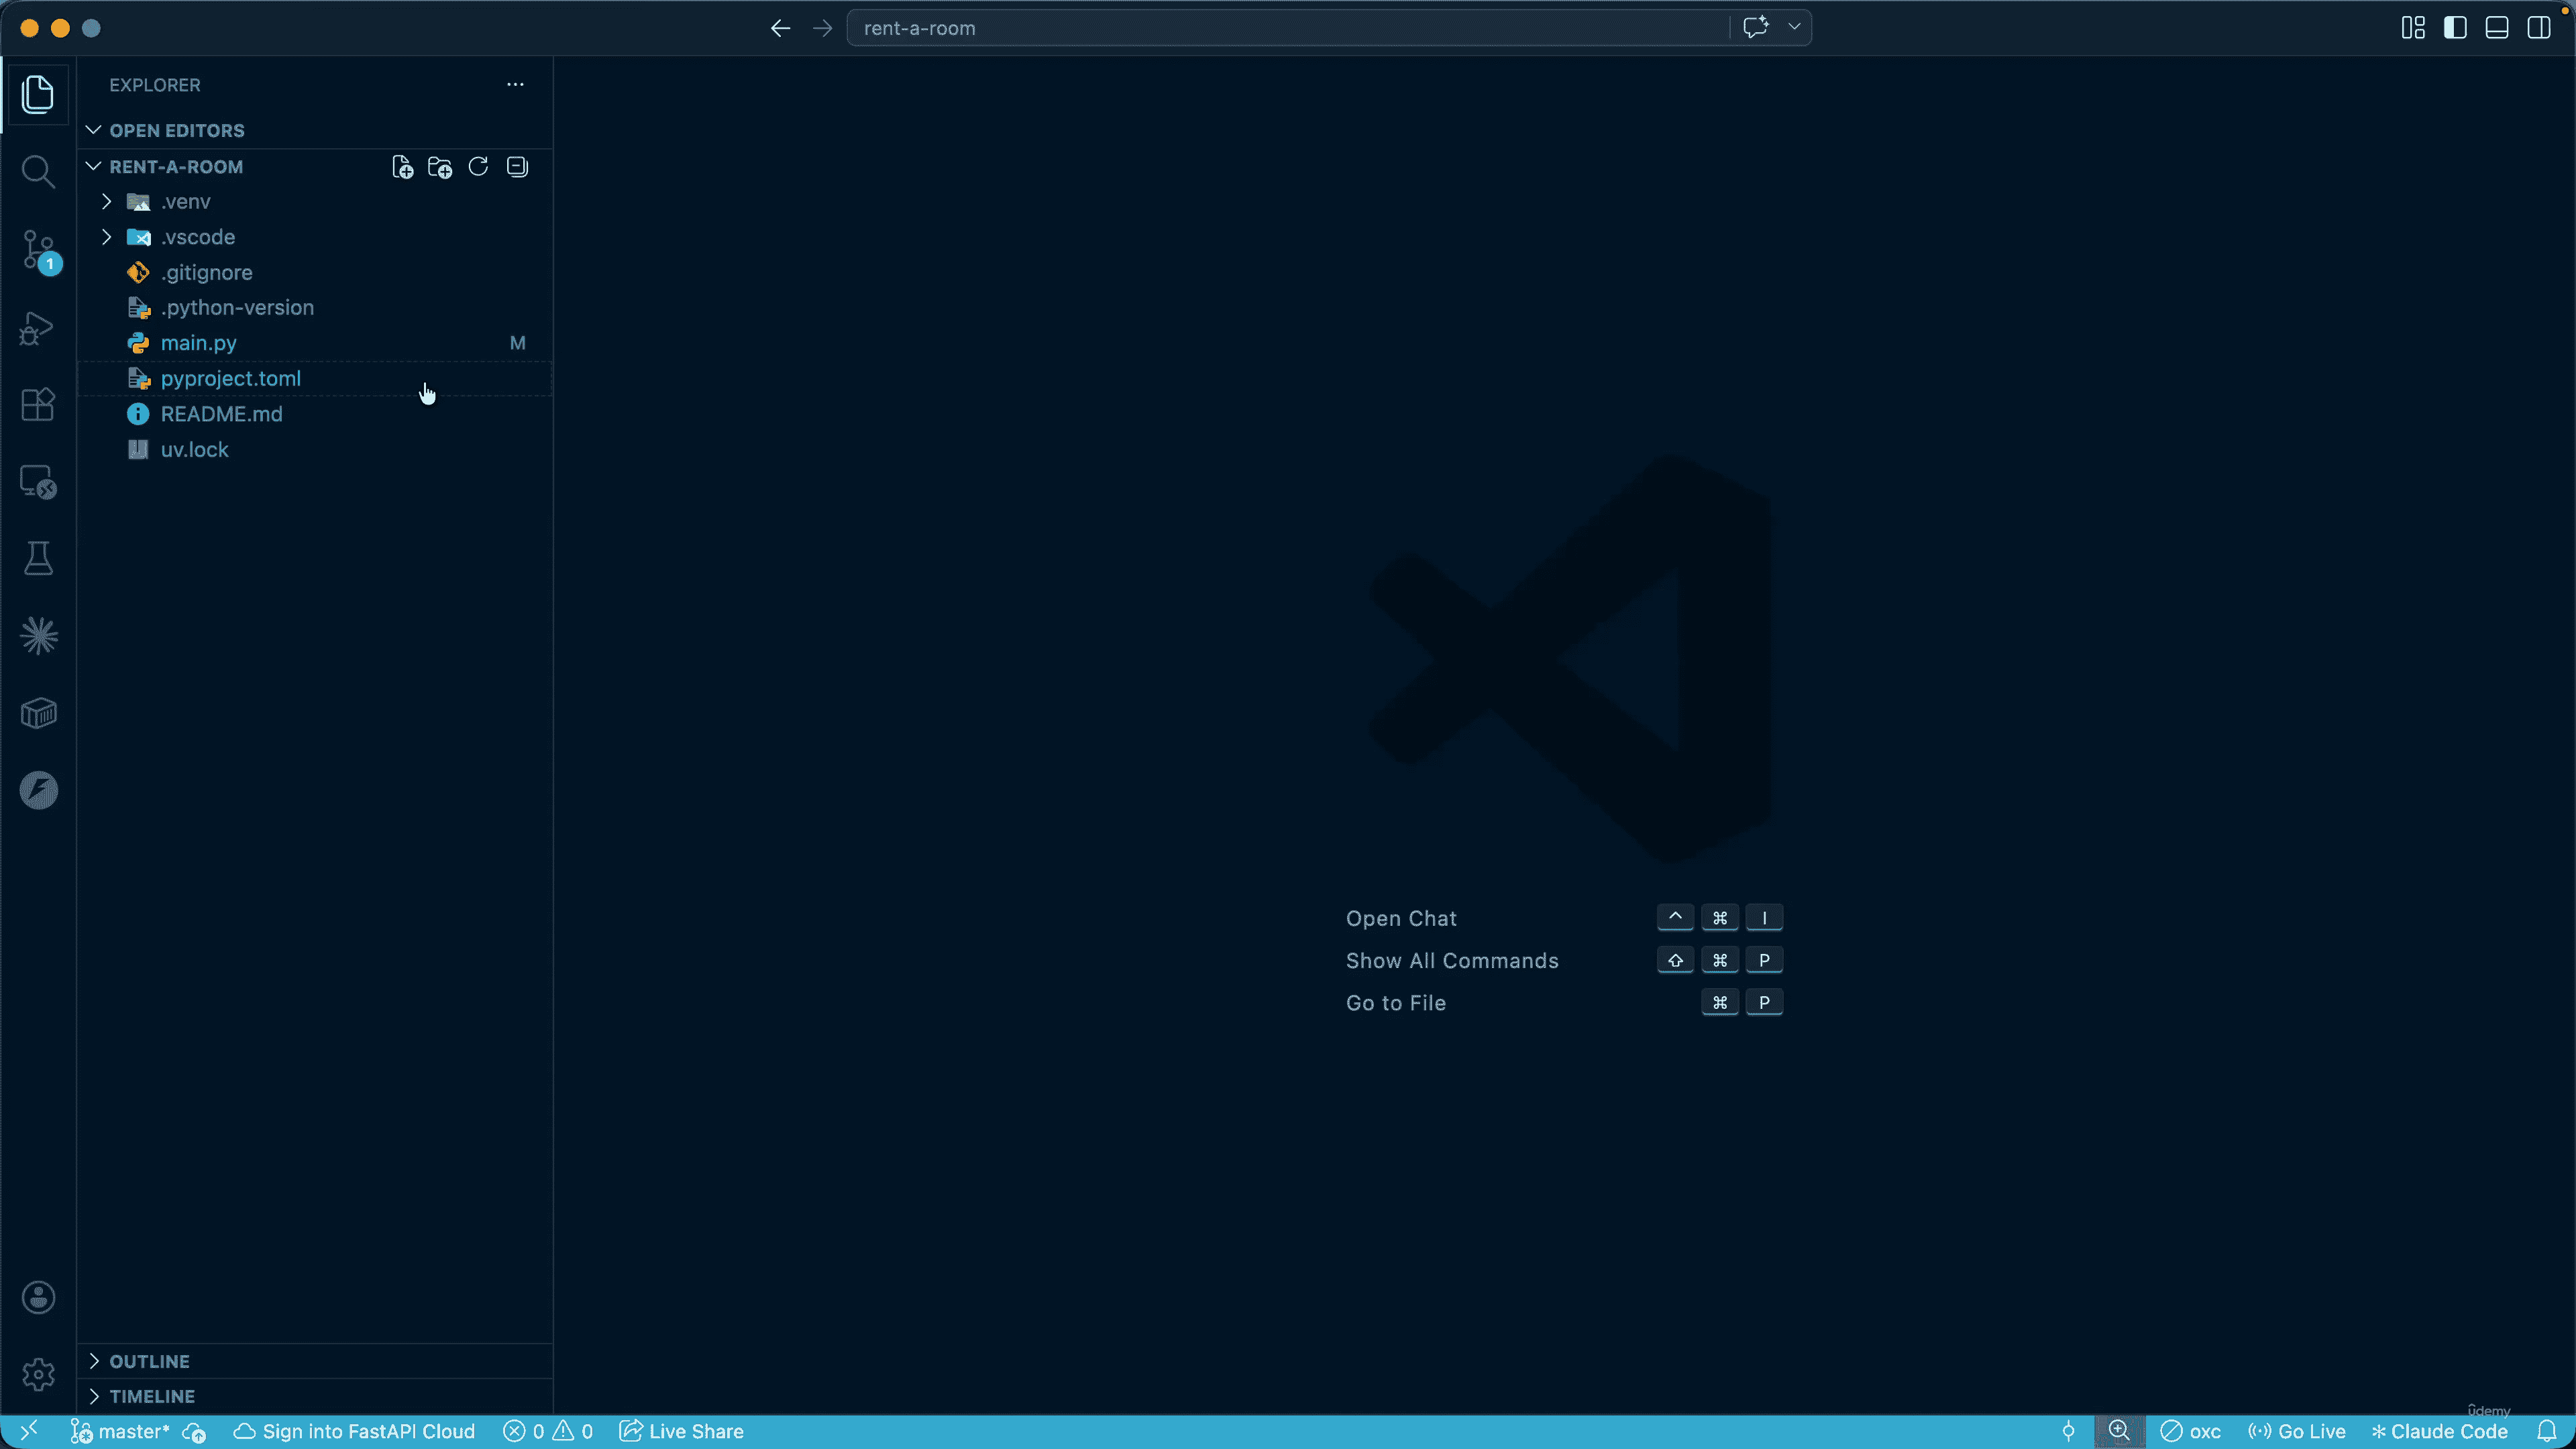 rent-a-room
EXPLORER
OPEN EDITORS
RENT-A-ROOM
.venv
.vscode
.gitignore
.python-version
main.py M
pyproject.toml
README.md
uv.lock
1
Open Chat ^ ⌘ I
Show All Commands ⇧ ⌘ P
Go to File ⌘ P
OUTLINE
TIMELINE
ûdemy
master* Sign into FastAPI Cloud 0 0 Live Share oxc Go Live Claude Code